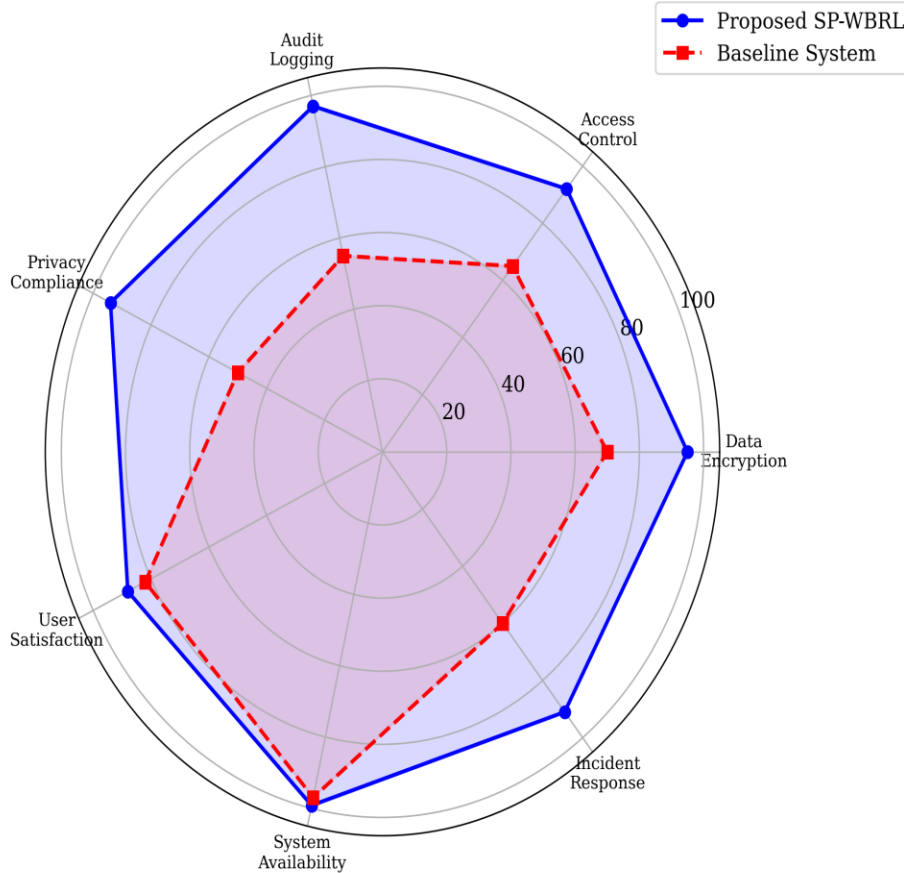 Proposed SP-WBRL
Baseline System
Audit
Logging
Access
Control
Privacy
Compliance
100
80
60
40
20
Data
Encryption
User
Satisfaction
Incident
Response
System
Availability